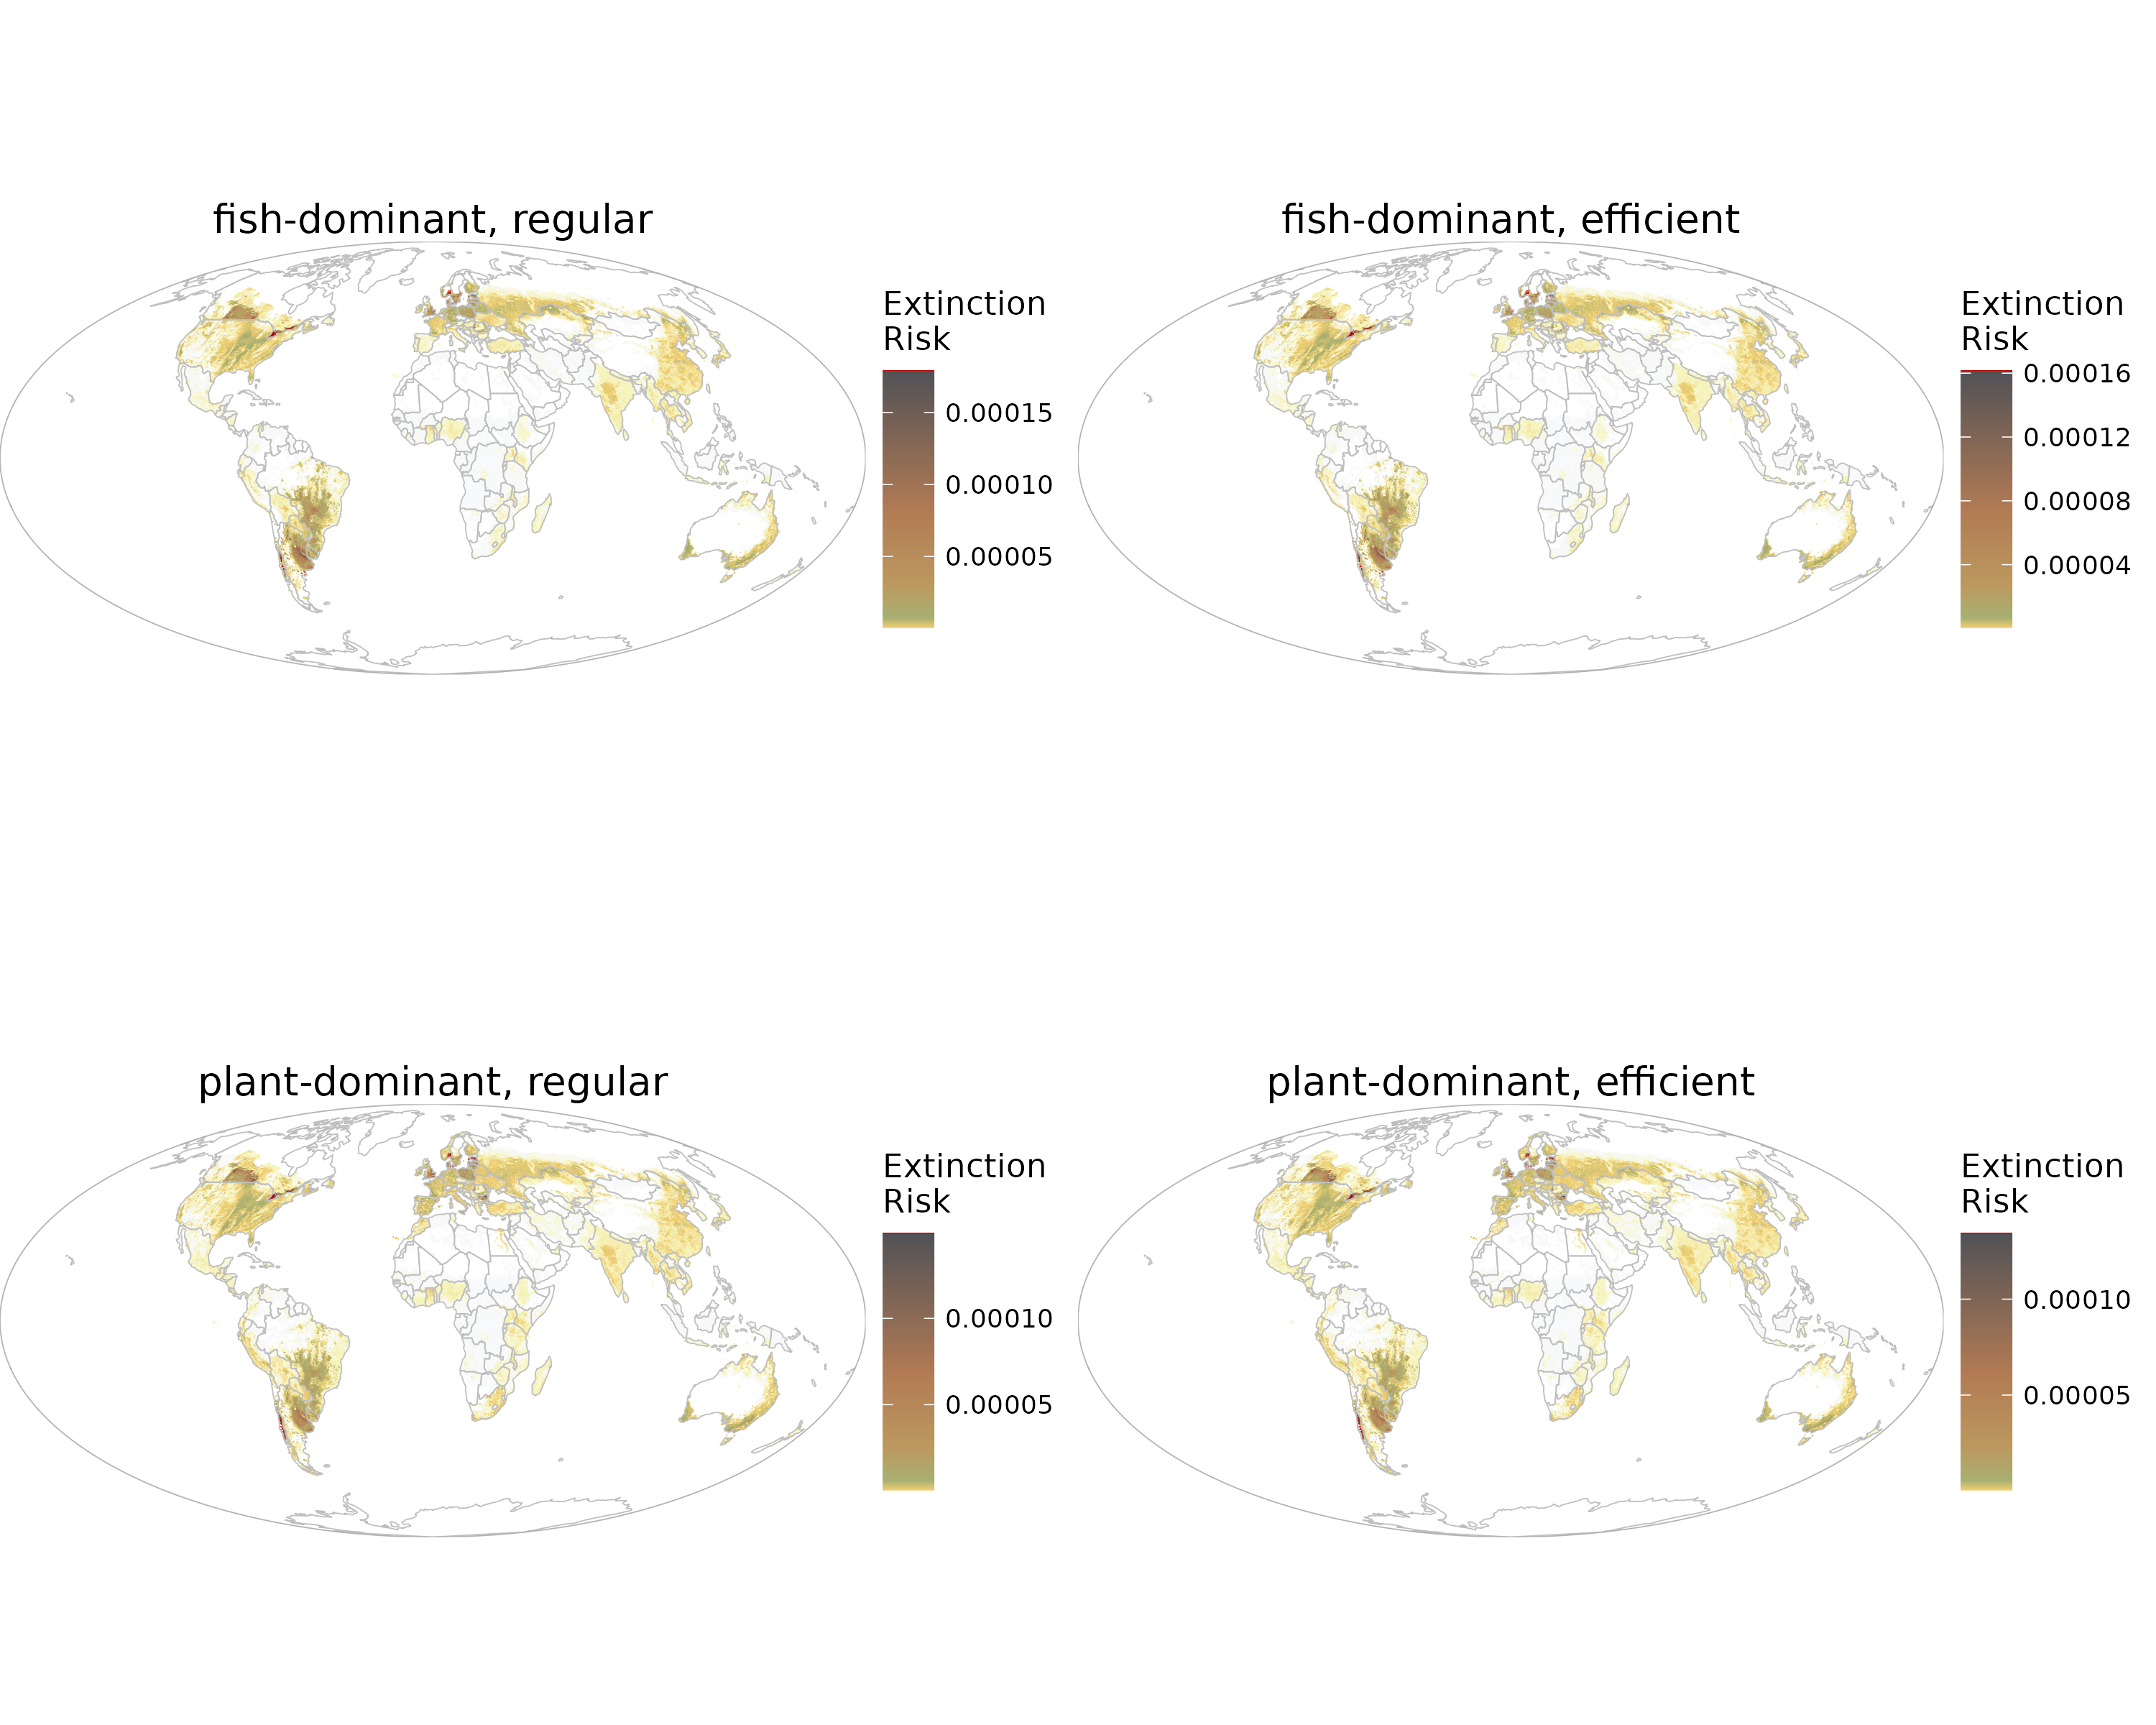 fish-dominant, regular
Extinction
Risk
0.00015
0.00010
0.00005
fish-dominant, efficient
Extinction
Risk
0.00016
0.00012
0.00008
0.00004
plant-dominant, regular
Extinction
Risk
0.00010
0.00005
plant-dominant, efficient
Extinction
Risk
0.00010
0.00005